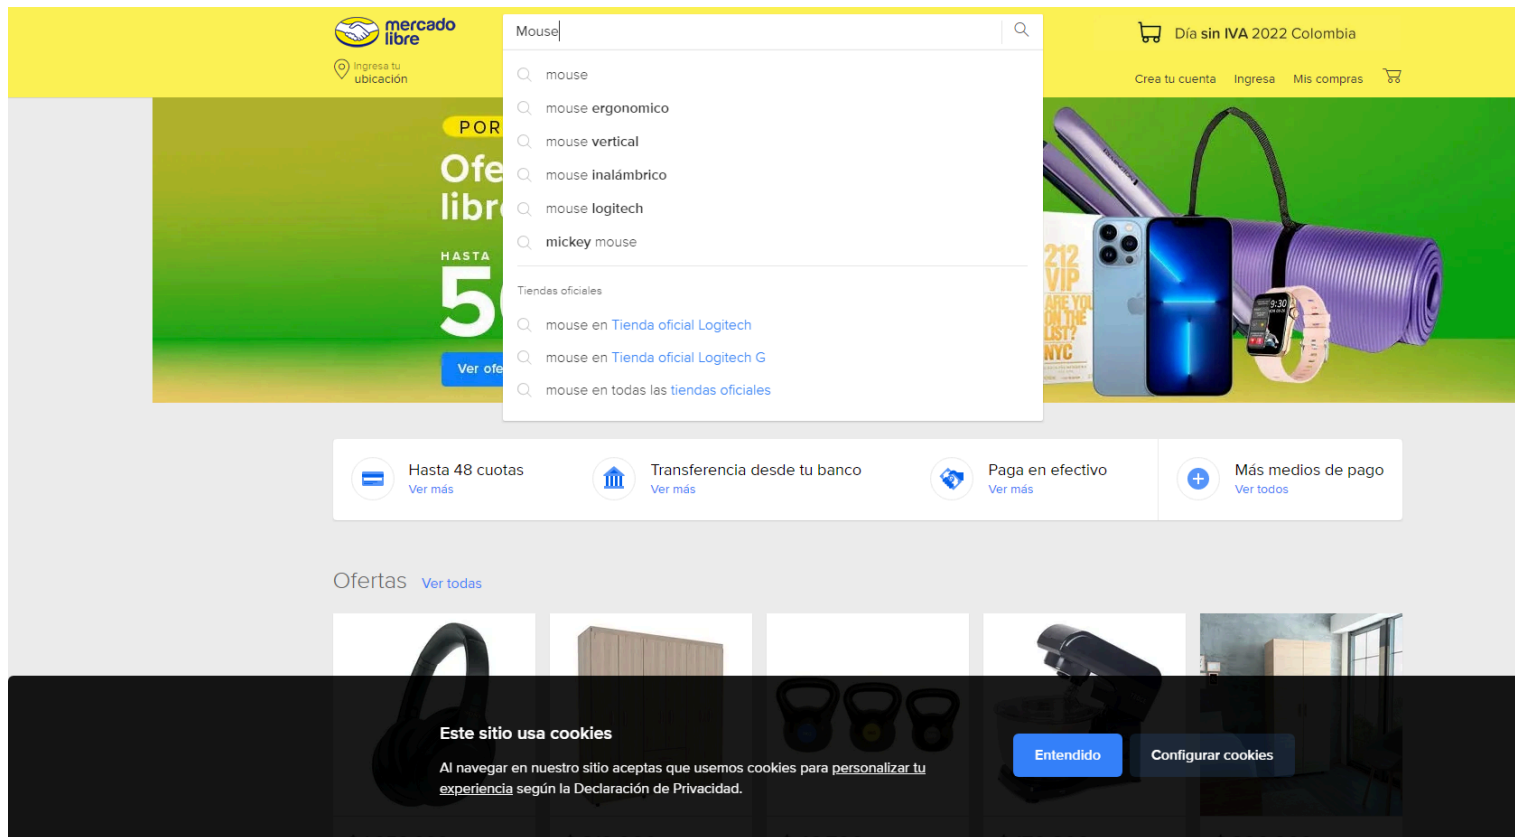 mercado
libre
Mouse
Día sin IVA 2022 Colombia
Ingresa tu
ubicación
Crea tu cuenta Ingresa Mis compras
mouse
mouse ergonomico
mouse vertical
mouse inalámbrico
mouse logitech
mickey mouse
Tiendas oficiales
mouse en Tienda oficial Logitech
mouse en Tienda oficial Logitech G
mouse en todas las tiendas oficiales
POR
Ofe
libr
HASTA
50
Ver ofe
212
VIP
ARE YOU
ON THE
LIST?
NYC
9:30
Hasta 48 cuotas
Ver más
Transferencia desde tu banco
Ver más
Paga en efectivo
Ver más
Más medios de pago
Ver todos
Ofertas Ver todas
Este sitio usa cookies
Al navegar en nuestro sitio aceptas que usemos cookies para personalizar tu
experiencia según la Declaración de Privacidad.
Entendido
Configurar cookies